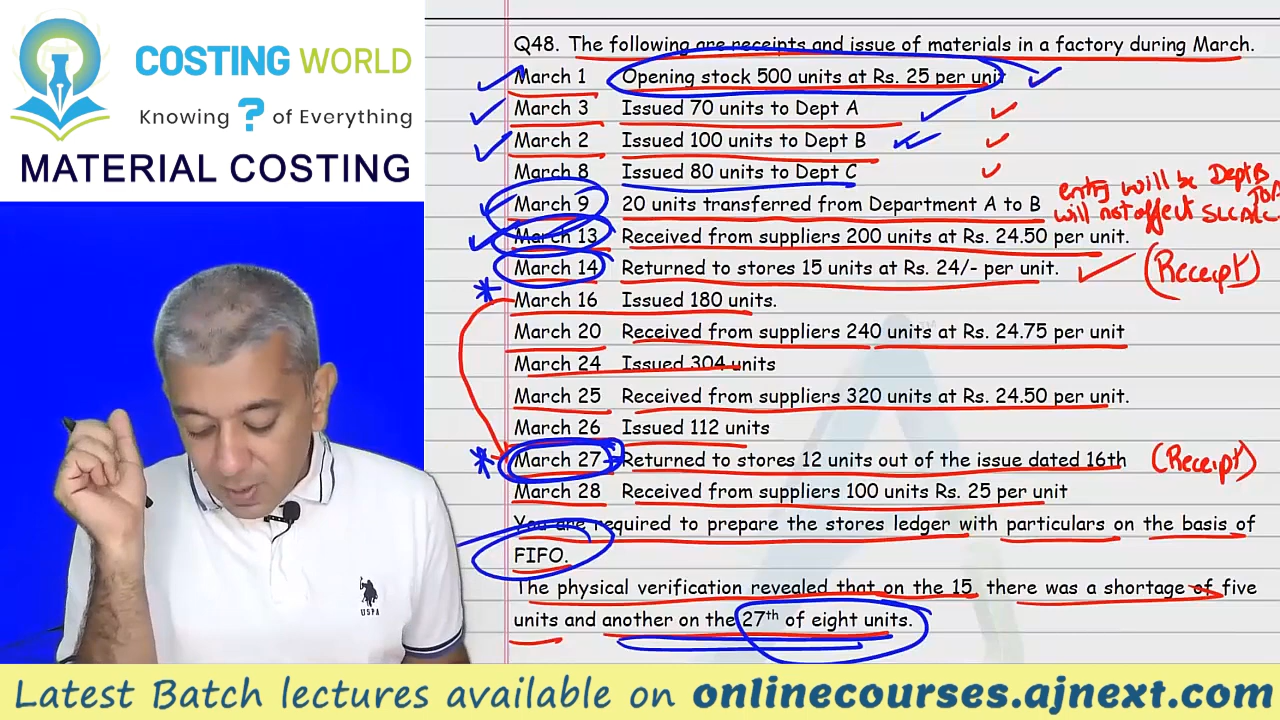 COSTING WORLD
Knowing ? of Everything
MATERIAL COSTING
Q48. The following are receipts and issue of materials in a factory during March.
March 1 Opening stock 500 units at Rs. 25 per unit
March 3 Issued 70 units to Dept A
March 2 Issued 100 units to Dept B
March 8 Issued 80 units to Dept C
March 9 20 units transferred from Department A to B
entry will be Dept B
will not affect SLC
March 13 Received from suppliers 200 units at Rs. 24.50 per unit.
March 14 Returned to stores 15 units at Rs. 24/- per unit. (Receipt)
March 16 Issued 180 units.
March 20 Received from suppliers 240 units at Rs. 24.75 per unit
March 24 Issued 304 units
March 25 Received from suppliers 320 units at Rs. 24.50 per unit.
March 26 Issued 112 units
March 27 Returned to stores 12 units out of the issue dated 16th (Receipt)
March 28 Received from suppliers 100 units Rs. 25 per unit
You are required to prepare the stores ledger with particulars on the basis of
FIFO.
The physical verification revealed that on the 15 there was a shortage of five
units and another on the 27th of eight units.
USPA
Latest Batch lectures available on onlinecourses.ajnext.com